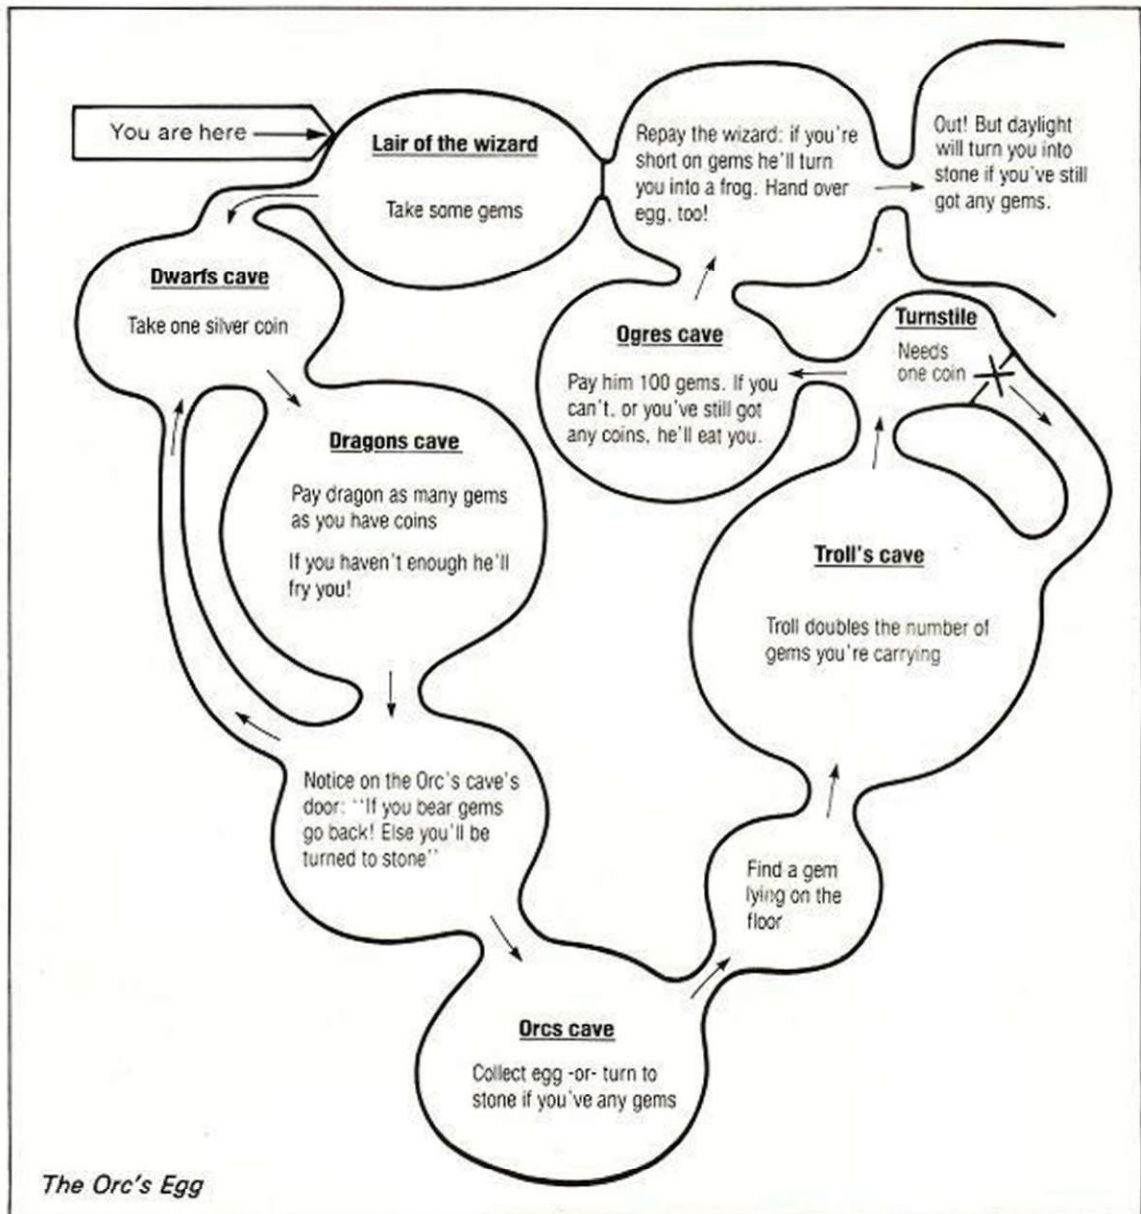 You are here
Lair of the wizard
Take some gems
Repay the wizard: if you're
short on gems he'll turn
you into a frog. Hand over
egg, too!
Out! But daylight
will turn you into
stone if you've still
got any gems.
Dwarfs cave
Take one silver coin
Dragons cave
Pay dragon as many gems
as you have coins
If you haven't enough he'll
fry you!
Ogres cave
Pay him 100 gems. If you
can't, or you've still got
any coins, he'll eat you.
Turnstile
Needs
one coin
Troll's cave
Troll doubles the number of
gems you're carrying
Notice on the Orc's cave's
door: "If you bear gems
go back! Else you'll be
turned to stone"
Find a gem
lying on the
floor
Orcs cave
Collect egg -or- turn to
stone if you've any gems
The Orc's Egg